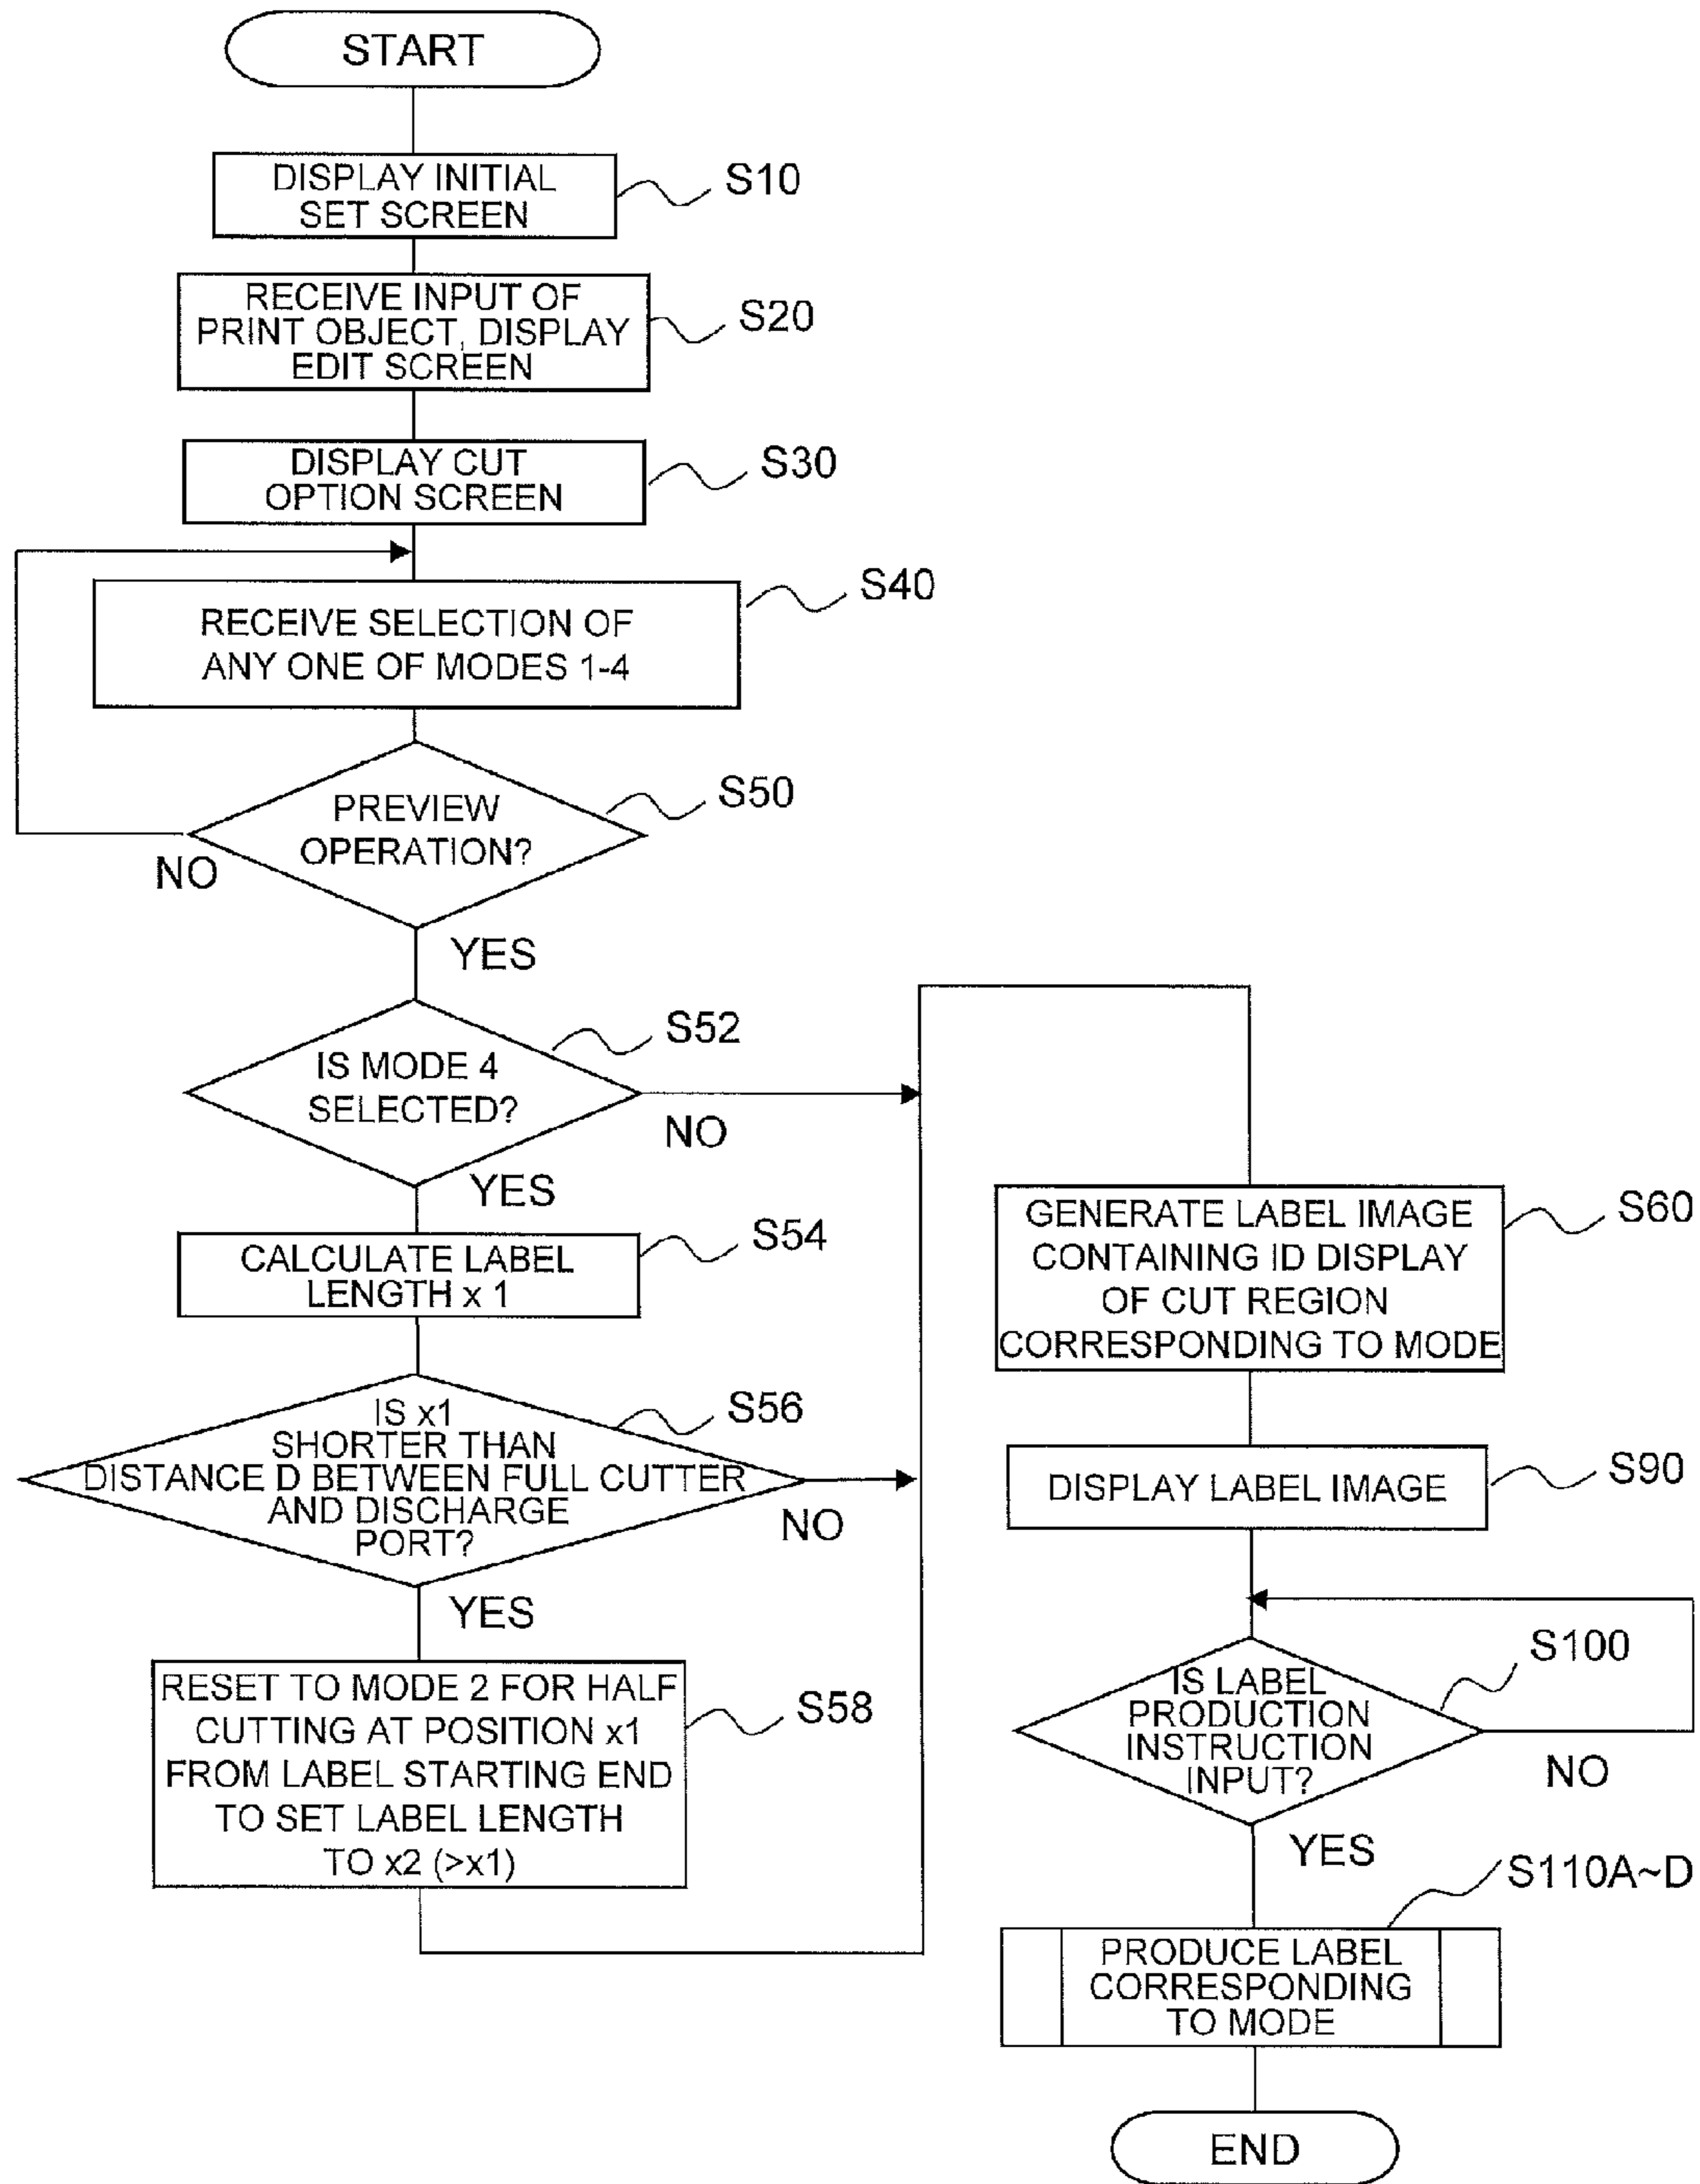 START
DISPLAY INITIAL
SET SCREEN
S10
RECEIVE INPUT OF
PRINT OBJECT, DISPLAY
EDIT SCREEN
S20
DISPLAY CUT
OPTION SCREEN
S30
RECEIVE SELECTION OF
ANY ONE OF MODES 1-4
S40
PREVIEW
OPERATION?
S50
NO
YES
IS MODE 4
SELECTED?
S52
NO
YES
CALCULATE LABEL
LENGTH x 1
S54
IS x1
SHORTER THAN
DISTANCE D BETWEEN FULL CUTTER
AND DISCHARGE
PORT?
S56
NO
YES
RESET TO MODE 2 FOR HALF
CUTTING AT POSITION x1
FROM LABEL STARTING END
TO SET LABEL LENGTH
TO x2 (>x1)
S58
GENERATE LABEL IMAGE
CONTAINING ID DISPLAY
OF CUT REGION
CORRESPONDING TO MODE
S60
DISPLAY LABEL IMAGE
S90
IS LABEL
PRODUCTION
INSTRUCTION
INPUT?
S100
NO
YES
S110A~D
PRODUCE LABEL
CORRESPONDING
TO MODE
END